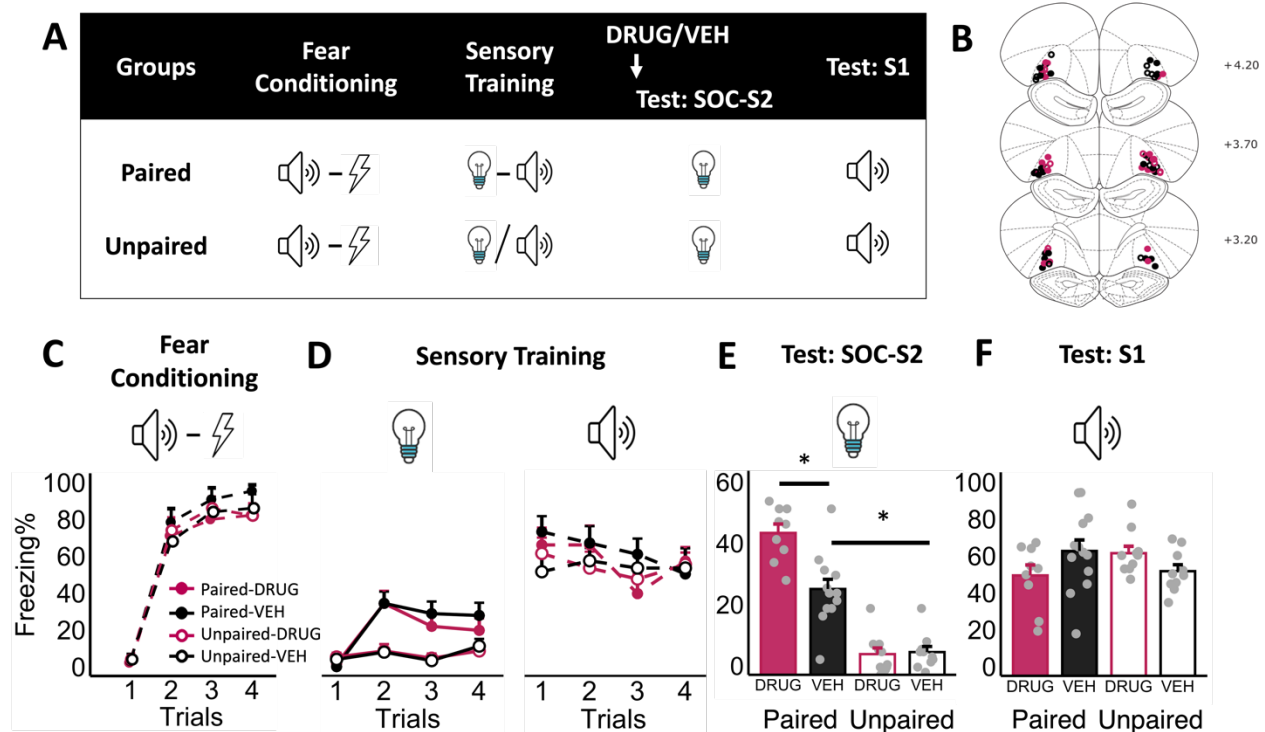 A
Groups
Fear
Conditioning
Sensory
Training
DRUG/VEH
Test: SOC-S2
Test: S1
Paired
–
–
Unpaired
–
/
B
+4.20
+3.70
+3.20
C
Fear
Conditioning
–
Freezing%
100
80
60
40
20
0
Paired-DRUG
Paired-VEH
Unpaired-DRUG
Unpaired-VEH
1 2 3 4
Trials
D
Sensory Training
1 2 3 4
Trials
1 2 3 4
Trials
E
Test: SOC-S2
60
40
20
0
*
*
DRUG VEH DRUG VEH
Paired Unpaired
F
Test: S1
100
80
60
40
20
0
DRUG VEH DRUG VEH
Paired Unpaired